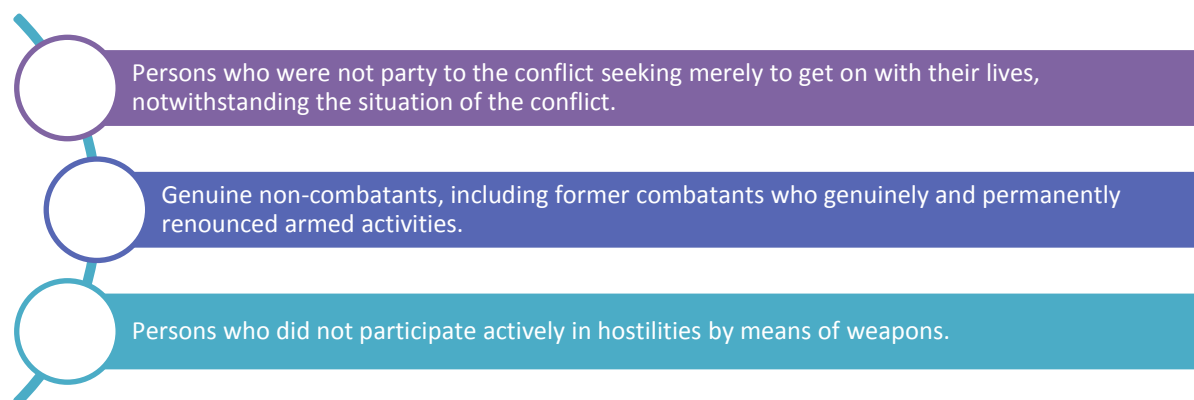 Persons who were not party to the conflict seeking merely to get on with their lives,
notwithstanding the situation of the conflict.
Genuine non-combatants, including former combatants who genuinely and permanently
renounced armed activities.
Persons who did not participate actively in hostilities by means of weapons.